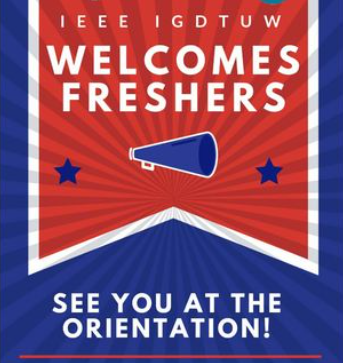 IEEE IGDTUW
WELCOMES
FRESHERS
SEE YOU AT THE
ORIENTATION!